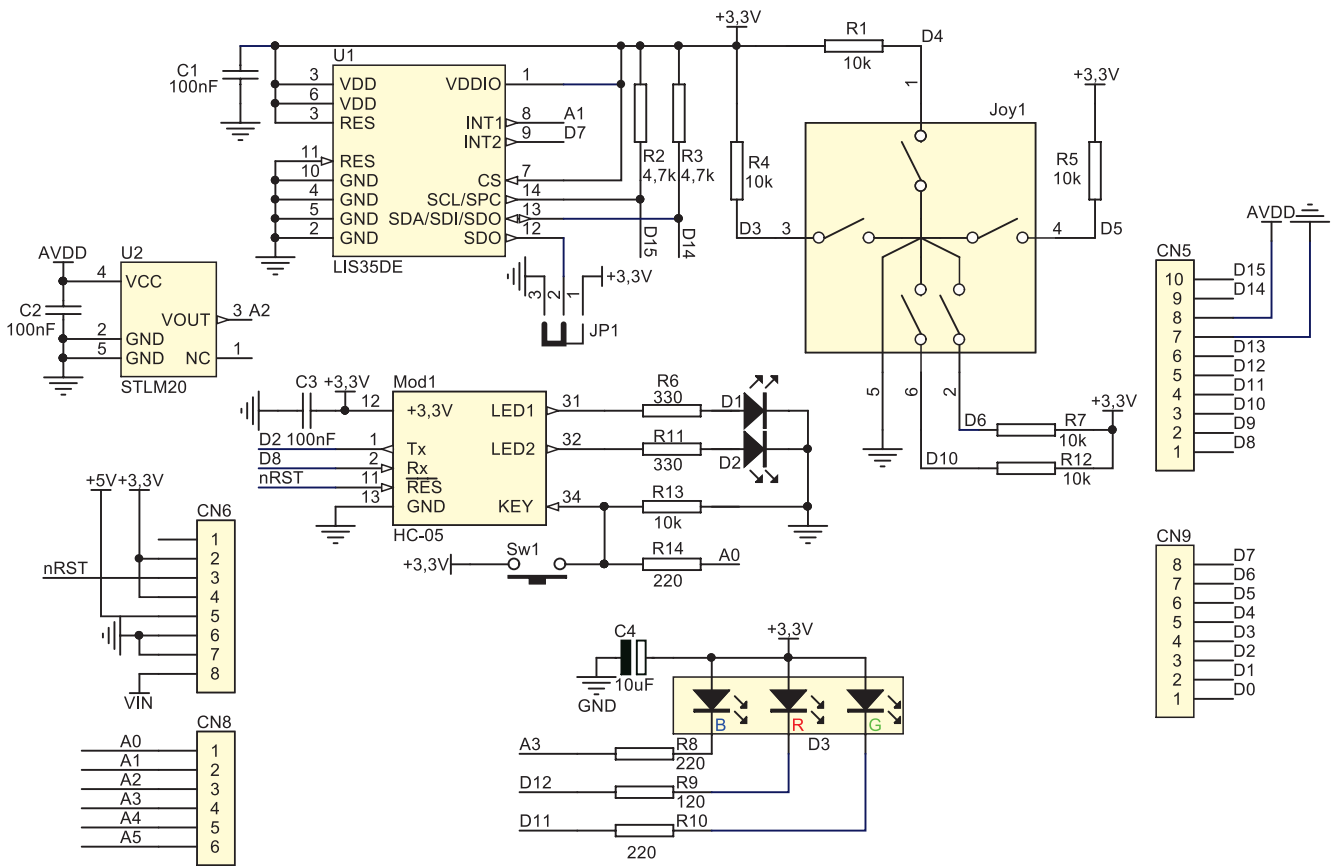 +3,3V
R1
10k
D4
1
C1
100nF
U1
3 VDD
6 VDD
3 RES
11 RES
10 GND
4 GND
5 GND
2 GND
VDDIO 1
INT1 8 A1
INT2 9 D7
CS 7
SCL/SPC 14
SDA/SDI/SDO 13
SDO 12
LIS35DE
R2
4,7k
R3
4,7k
D15
D14
3
2
1
+3,3V
JP1
R4
10k
D3 3
Joy1
+3,3V
R5
10k
4 D5
5
6
2
D6
R7
10k
+3,3V
D10
R12
10k
AVDD
U2
4 VCC
C2
100nF
VOUT 3 A2
2 GND
5 GND
NC 1
STLM20
C3
100nF
+3,3V
Mod1
12 +3,3V
D2 1 Tx
D8 2 Rx
nRST 11 RES
13 GND
LED1 31
LED2 32
KEY 34
HC-05
R6
330
D1
R11
330
D2
R13
10k
R14
220
A0
Sw1
+3,3V
AVDD
CN5
10 D15
9 D14
8
7
6 D13
5 D12
4 D11
3 D10
2 D9
1 D8
CN9
8 D7
7 D6
6 D5
5 D4
4 D3
3 D2
2 D1
1 D0
+5V
+3,3V
CN6
1
2
nRST 3
4
5
6
7
8
VIN
CN8
A0 1
A1 2
A2 3
A3 4
A4 5
A5 6
C4
10uF
GND
+3,3V
B
R
G
D3
A3
R8
220
D12
R9
120
D11
R10
220